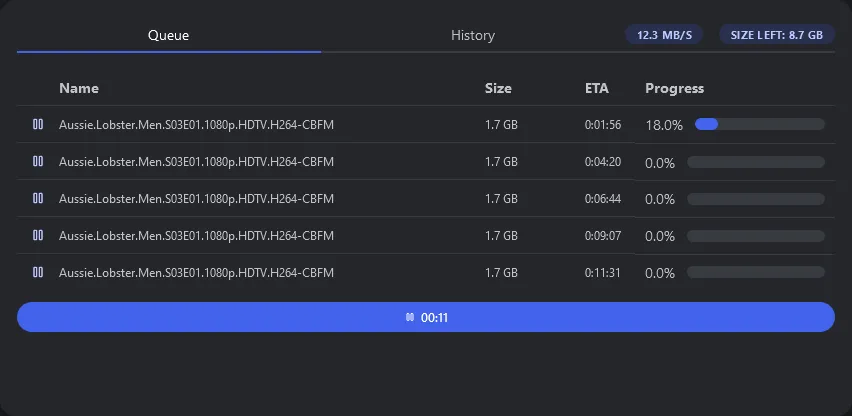 Queue History 12.3 MB/S SIZE LEFT: 8.7 GB
Name Size ETA Progress
Aussie.Lobster.Men.S03E01.1080p.HDTV.H264-CBFM 1.7 GB 0:01:56 18.0%
Aussie.Lobster.Men.S03E01.1080p.HDTV.H264-CBFM 1.7 GB 0:04:20 0.0%
Aussie.Lobster.Men.S03E01.1080p.HDTV.H264-CBFM 1.7 GB 0:06:44 0.0%
Aussie.Lobster.Men.S03E01.1080p.HDTV.H264-CBFM 1.7 GB 0:09:07 0.0%
Aussie.Lobster.Men.S03E01.1080p.HDTV.H264-CBFM 1.7 GB 0:11:31 0.0%
00:11